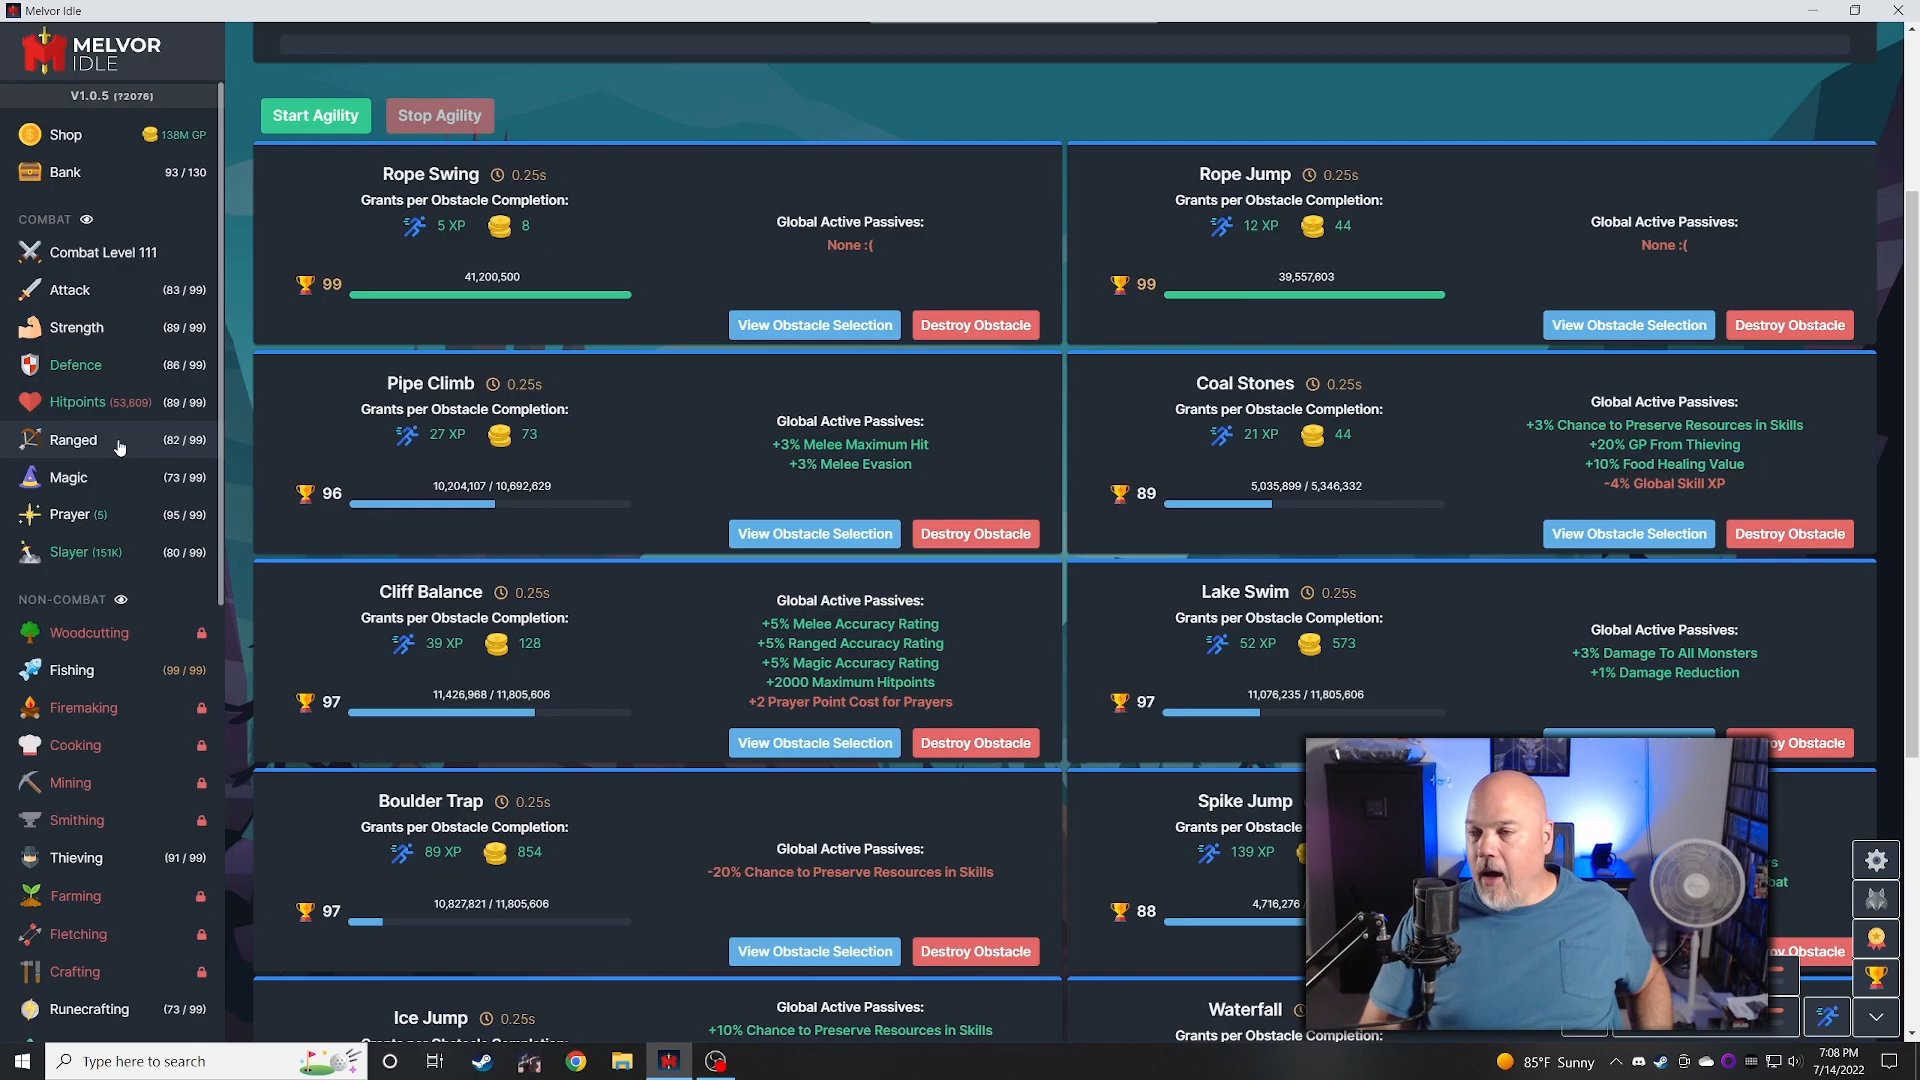 Melvor Idle
MELVOR
IDLE
V1.0.5 (?2076)
Shop 138M GP
Bank 93 / 130
COMBAT
Combat Level 111
Attack (83 / 99)
Strength (89 / 99)
Defence (86 / 99)
Hitpoints (53,609) (89 / 99)
Ranged (82 / 99)
Magic (73 / 99)
Prayer (5) (95 / 99)
Slayer (151K) (80 / 99)
NON-COMBAT
Woodcutting
Fishing (99 / 99)
Firemaking
Cooking
Mining
Smithing
Thieving (91 / 99)
Farming
Fletching
Crafting
Runecrafting (73 / 99)
Start Agility Stop Agility
Rope Swing 0.25s
Grants per Obstacle Completion:
5 XP 8
Global Active Passives:
None :(
99 41,200,500
View Obstacle Selection Destroy Obstacle
Rope Jump 0.25s
Grants per Obstacle Completion:
12 XP 44
Global Active Passives:
None :(
99 39,557,603
View Obstacle Selection Destroy Obstacle
Pipe Climb 0.25s
Grants per Obstacle Completion:
27 XP 73
Global Active Passives:
+3% Melee Maximum Hit
+3% Melee Evasion
96 10,204,107 / 10,692,629
View Obstacle Selection Destroy Obstacle
Coal Stones 0.25s
Grants per Obstacle Completion:
21 XP 44
Global Active Passives:
+3% Chance to Preserve Resources in Skills
+20% GP From Thieving
+10% Food Healing Value
-4% Global Skill XP
89 5,035,899 / 5,346,332
View Obstacle Selection Destroy Obstacle
Cliff Balance 0.25s
Grants per Obstacle Completion:
39 XP 128
Global Active Passives:
+5% Melee Accuracy Rating
+5% Ranged Accuracy Rating
+5% Magic Accuracy Rating
+2000 Maximum Hitpoints
+2 Prayer Point Cost for Prayers
97 11,426,968 / 11,805,606
View Obstacle Selection Destroy Obstacle
Lake Swim 0.25s
Grants per Obstacle Completion:
52 XP 573
Global Active Passives:
+3% Damage To All Monsters
+1% Damage Reduction
97 11,076,235 / 11,805,606
oy Obstacle
Boulder Trap 0.25s
Grants per Obstacle Completion:
89 XP 854
Global Active Passives:
-20% Chance to Preserve Resources in Skills
97 10,827,821 / 11,805,606
View Obstacle Selection Destroy Obstacle
Spike Jump
Grants per Obstacle Completion:
139 XP
88 4,716,276
oy Obstacle
Ice Jump 0.25s
Global Active Passives:
+10% Chance to Preserve Resources in Skills
Waterfall
Grants per Obstacle Completion:
Type here to search
85°F Sunny
7:08 PM
7/14/2022